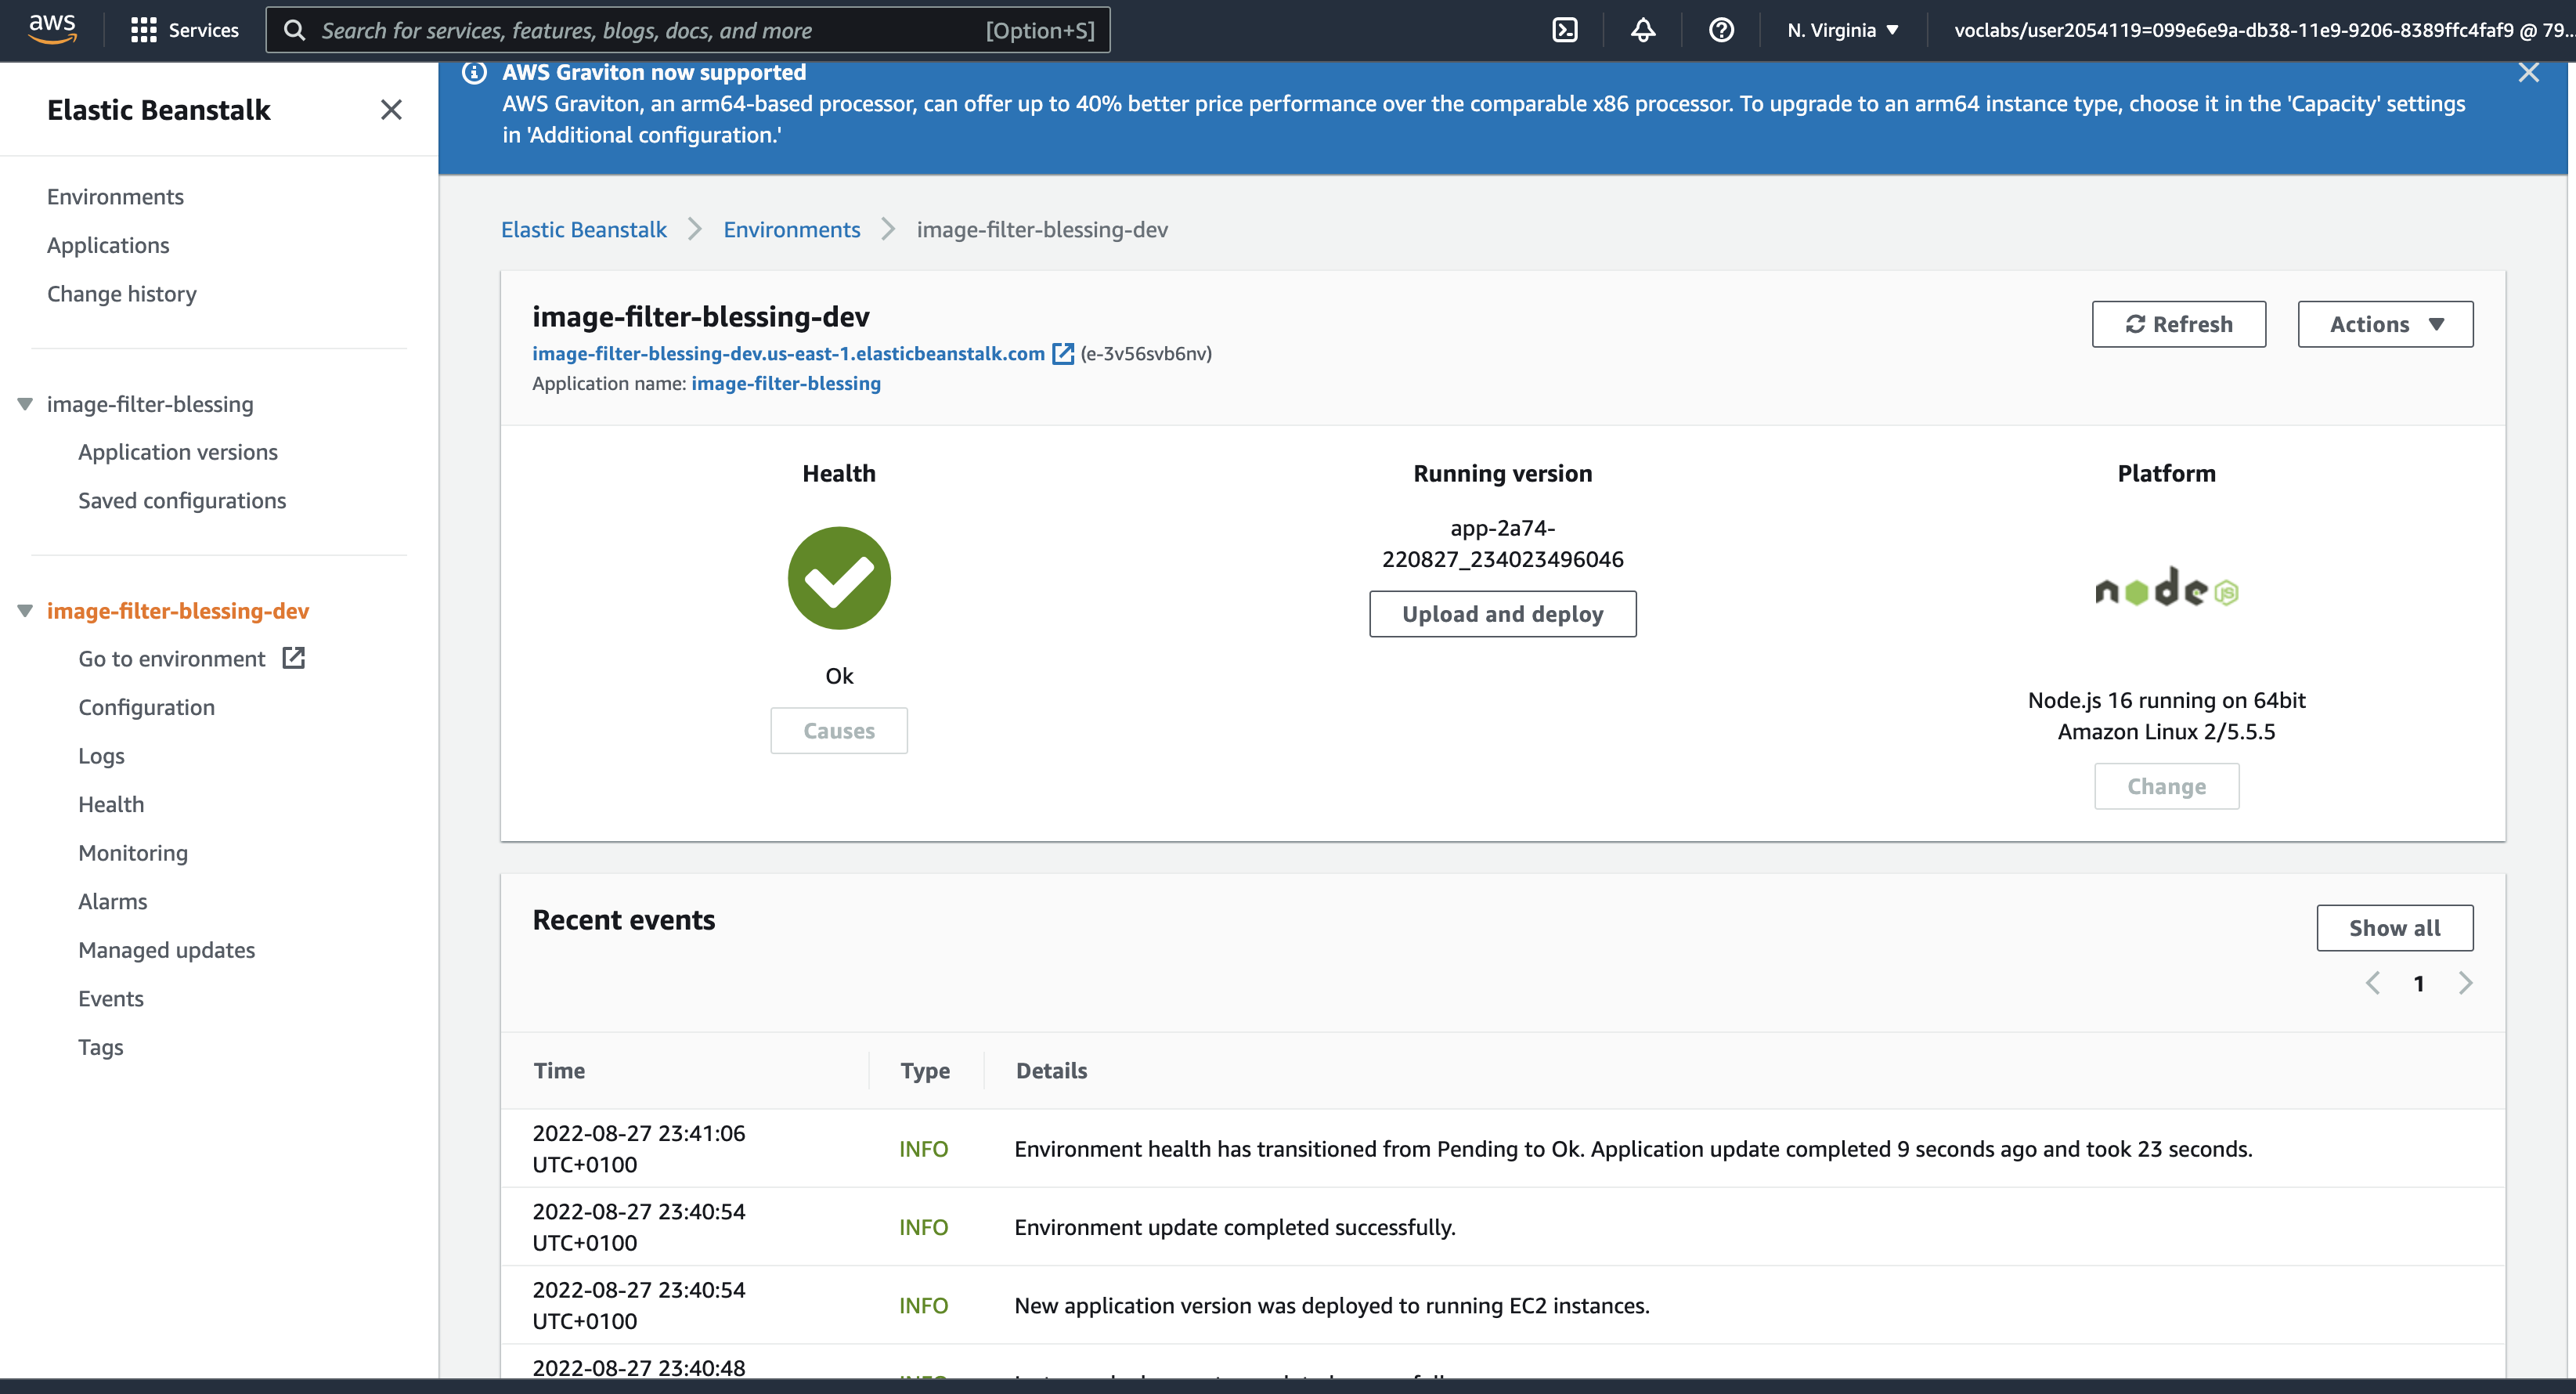 aws
Services
Search for services, features, blogs, docs, and more
[Option+S]
N. Virginia
voclabs/user2054119=099e6e9a-db38-11e9-9206-8389ffc4faf9 @ 79...
Elastic Beanstalk
Environments
Applications
Change history
image-filter-blessing
Application versions
Saved configurations
image-filter-blessing-dev
Go to environment
Configuration
Logs
Health
Monitoring
Alarms
Managed updates
Events
Tags
AWS Graviton now supported
AWS Graviton, an arm64-based processor, can offer up to 40% better price performance over the comparable x86 processor. To upgrade to an arm64 instance type, choose it in the 'Capacity' settings
in 'Additional configuration.'
Elastic Beanstalk
Environments
image-filter-blessing-dev
image-filter-blessing-dev
image-filter-blessing-dev.us-east-1.elasticbeanstalk.com (e-3v56svb6nv)
Application name: image-filter-blessing
Refresh
Actions
Health
Ok
Causes
Running version
app-2a74-
220827_234023496046
Upload and deploy
Platform
node JS
Node.js 16 running on 64bit
Amazon Linux 2/5.5.5
Change
Recent events
Show all
1
Time
Type
Details
2022-08-27 23:41:06
UTC+0100
INFO
Environment health has transitioned from Pending to Ok. Application update completed 9 seconds ago and took 23 seconds.
2022-08-27 23:40:54
UTC+0100
INFO
Environment update completed successfully.
2022-08-27 23:40:54
UTC+0100
INFO
New application version was deployed to running EC2 instances.
2022-08-27 23:40:48